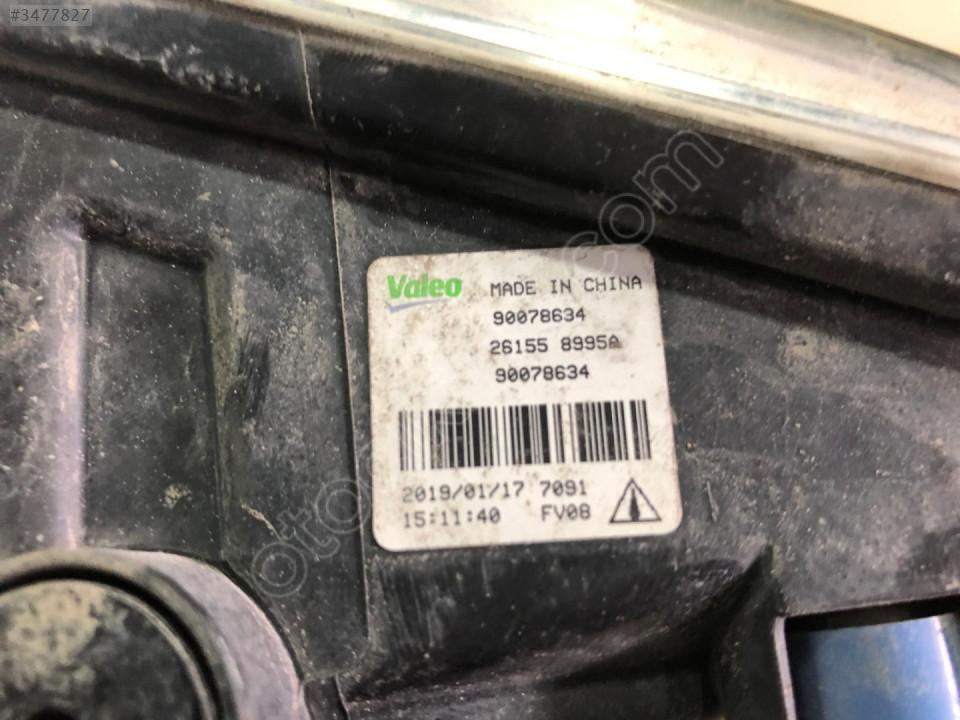 #3477827
Valeo MADE IN CHINA
90078634
26155 8995A
90078634
2019/01/17 7091
15:11:40 FV08